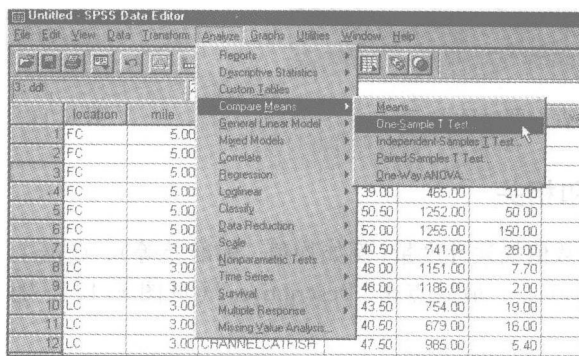 Untitled - SPSS Data Editor
File Edit View Data Transform Analyze Graphs Utilities Window Help
3 : ddt
Reports
Descriptive Statistics
Custom Tables
Compare Means
General Linear Model
Mixed Models
Correlate
Regression
Loglinear
Classify
Data Reduction
Scale
Nonparametric Tests
Time Series
Survival
Multiple Response
Missing Value Analysis...
Means...
One-Sample T Test...
Independent-Samples T Test...
Paired-Samples T Test...
One-Way ANOVA...
location mile
1 FC 5.00
2 FC 5.00
3 FC 5.00
4 FC 5.00 39.00 465.00 21.00
5 FC 5.00 50.50 1252.00 50.00
6 FC 5.00 52.00 1255.00 150.00
7 LC 3.00 40.50 741.00 28.00
8 LC 3.00 48.00 1151.00 7.70
9 LC 3.00 48.00 1186.00 2.00
10 LC 3.00 43.50 754.00 19.00
11 LC 3.00 40.50 679.00 16.00
12 LC 3.00 CHANNELCATFISH 47.50 985.00 5.40